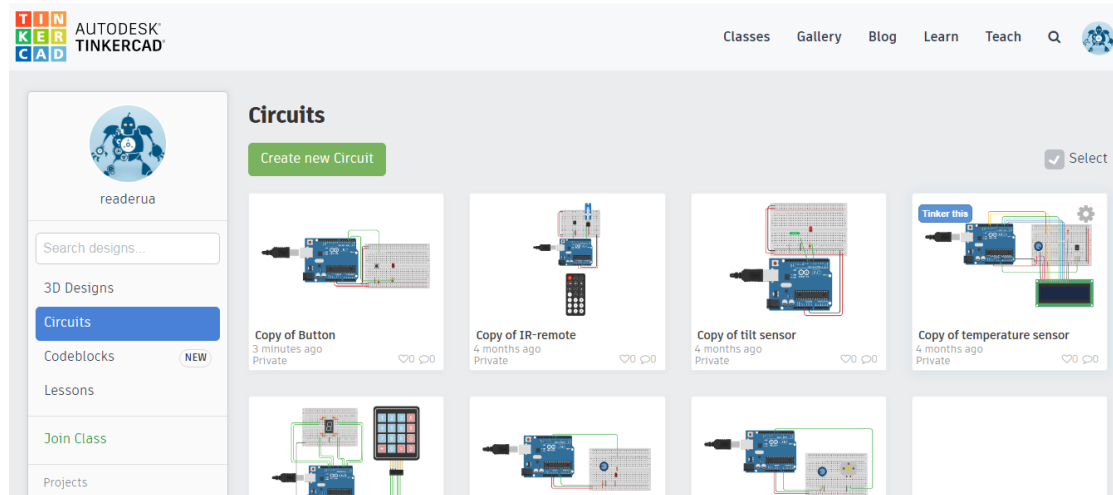 TIN
KER
CAD
AUTODESK®
TINKERCAD®
Classes Gallery Blog Learn Teach
readerua
Search designs...
3D Designs
Circuits
Codeblocks NEW
Lessons
Join Class
Projects
Circuits
Create new Circuit
Select
Copy of Button
3 minutes ago
Private 0 0
Copy of IR-remote
4 months ago
Private 0 0
Copy of tilt sensor
4 months ago
Private 0 0
Tinker this
Copy of temperature sensor
4 months ago
Private 0 0